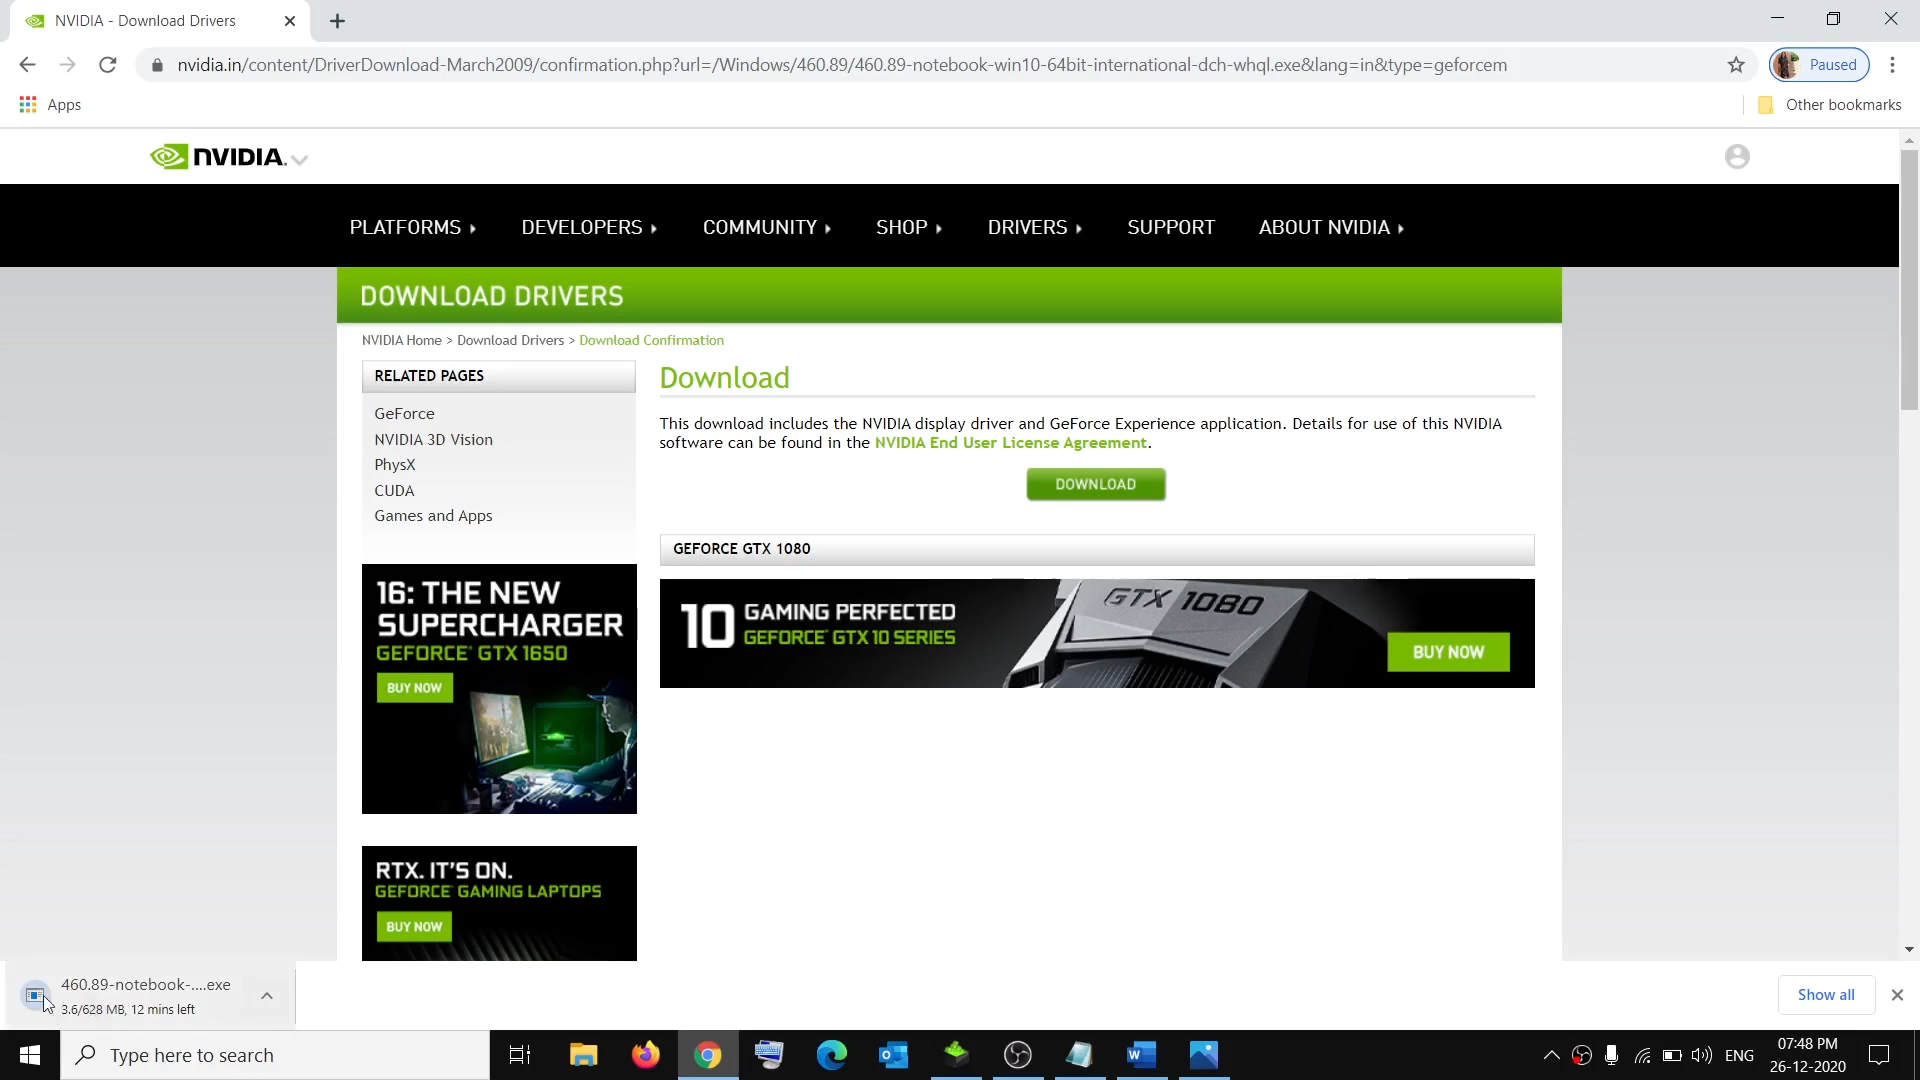 NVIDIA - Download Drivers
nvidia.in/content/DriverDownload-March2009/confirmation.php?url=/Windows/460.89/460.89-notebook-win10-64bit-international-dch-whql.exe&lang=in&type=geforcem
Paused
Apps
Other bookmarks
NVIDIA.
PLATFORMS DEVELOPERS COMMUNITY SHOP DRIVERS SUPPORT ABOUT NVIDIA
DOWNLOAD DRIVERS
NVIDIA Home > Download Drivers > Download Confirmation
RELATED PAGES
GeForce
NVIDIA 3D Vision
PhysX
CUDA
Games and Apps
Download
This download includes the NVIDIA display driver and GeForce Experience application. Details for use of this NVIDIA
software can be found in the NVIDIA End User License Agreement.
DOWNLOAD
GEFORCE GTX 1080
10 GAMING PERFECTED
GEFORCE® GTX 10 SERIES
GTX 1080
BUY NOW
16: THE NEW
SUPERCHARGER
GEFORCE® GTX 1650
BUY NOW
RTX. IT'S ON.
GEFORCE® GAMING LAPTOPS
BUY NOW
460.89-notebook-....exe
3.6/628 MB, 12 mins left
Show all
Type here to search
ENG
07:48 PM
26-12-2020